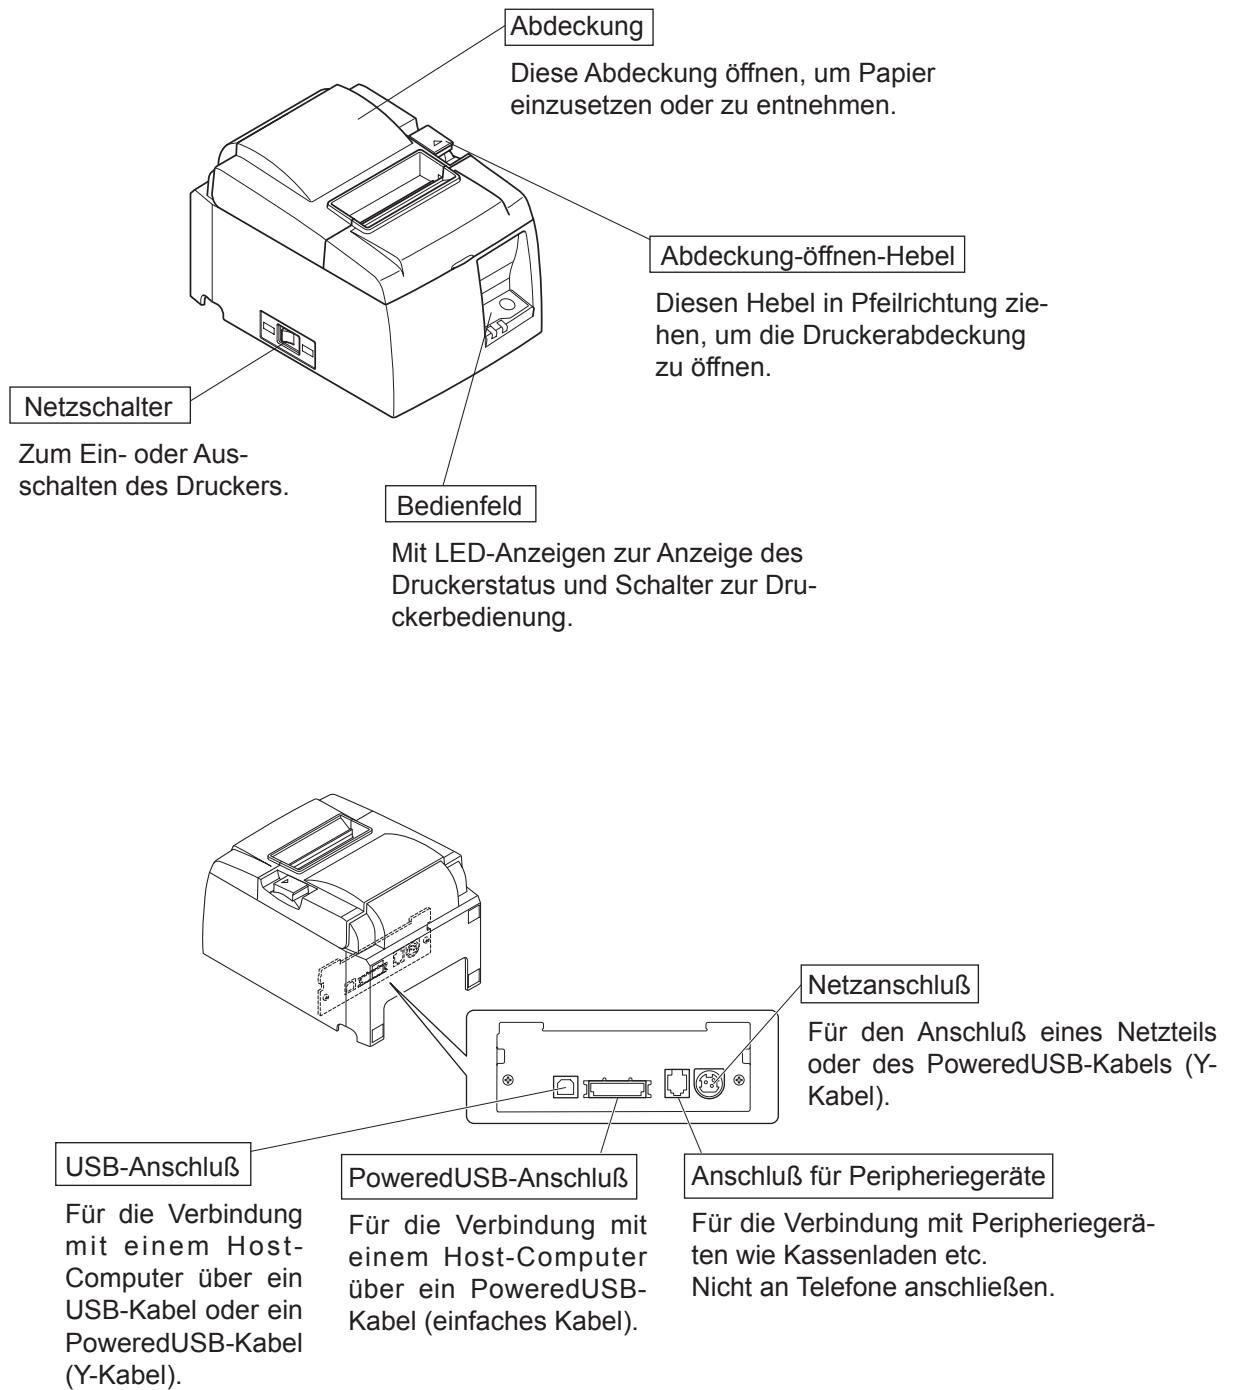 Abdeckung
Diese Abdeckung öffnen, um Papier
einzusetzen oder zu entnehmen.
Abdeckung-öffnen-Hebel
Diesen Hebel in Pfeilrichtung zie-
hen, um die Druckerabdeckung
zu öffnen.
Netzschalter
Zum Ein- oder Aus-
schalten des Druckers.
Bedienfeld
Mit LED-Anzeigen zur Anzeige des
Druckerstatus und Schalter zur Dru-
ckerbedienung.
Netzanschluß
Für den Anschluß eines Netzteils
oder des PoweredUSB-Kabels (Y-
Kabel).
USB-Anschluß
Für die Verbindung
mit einem Host-
Computer über ein
USB-Kabel oder ein
PoweredUSB-Kabel
(Y-Kabel).
PoweredUSB-Anschluß
Für die Verbindung mit
einem Host-Computer
über ein PoweredUSB-
Kabel (einfaches Kabel).
Anschluß für Peripheriegeräte
Für die Verbindung mit Peripheriegerä-
ten wie Kassenladen etc.
Nicht an Telefone anschließen.